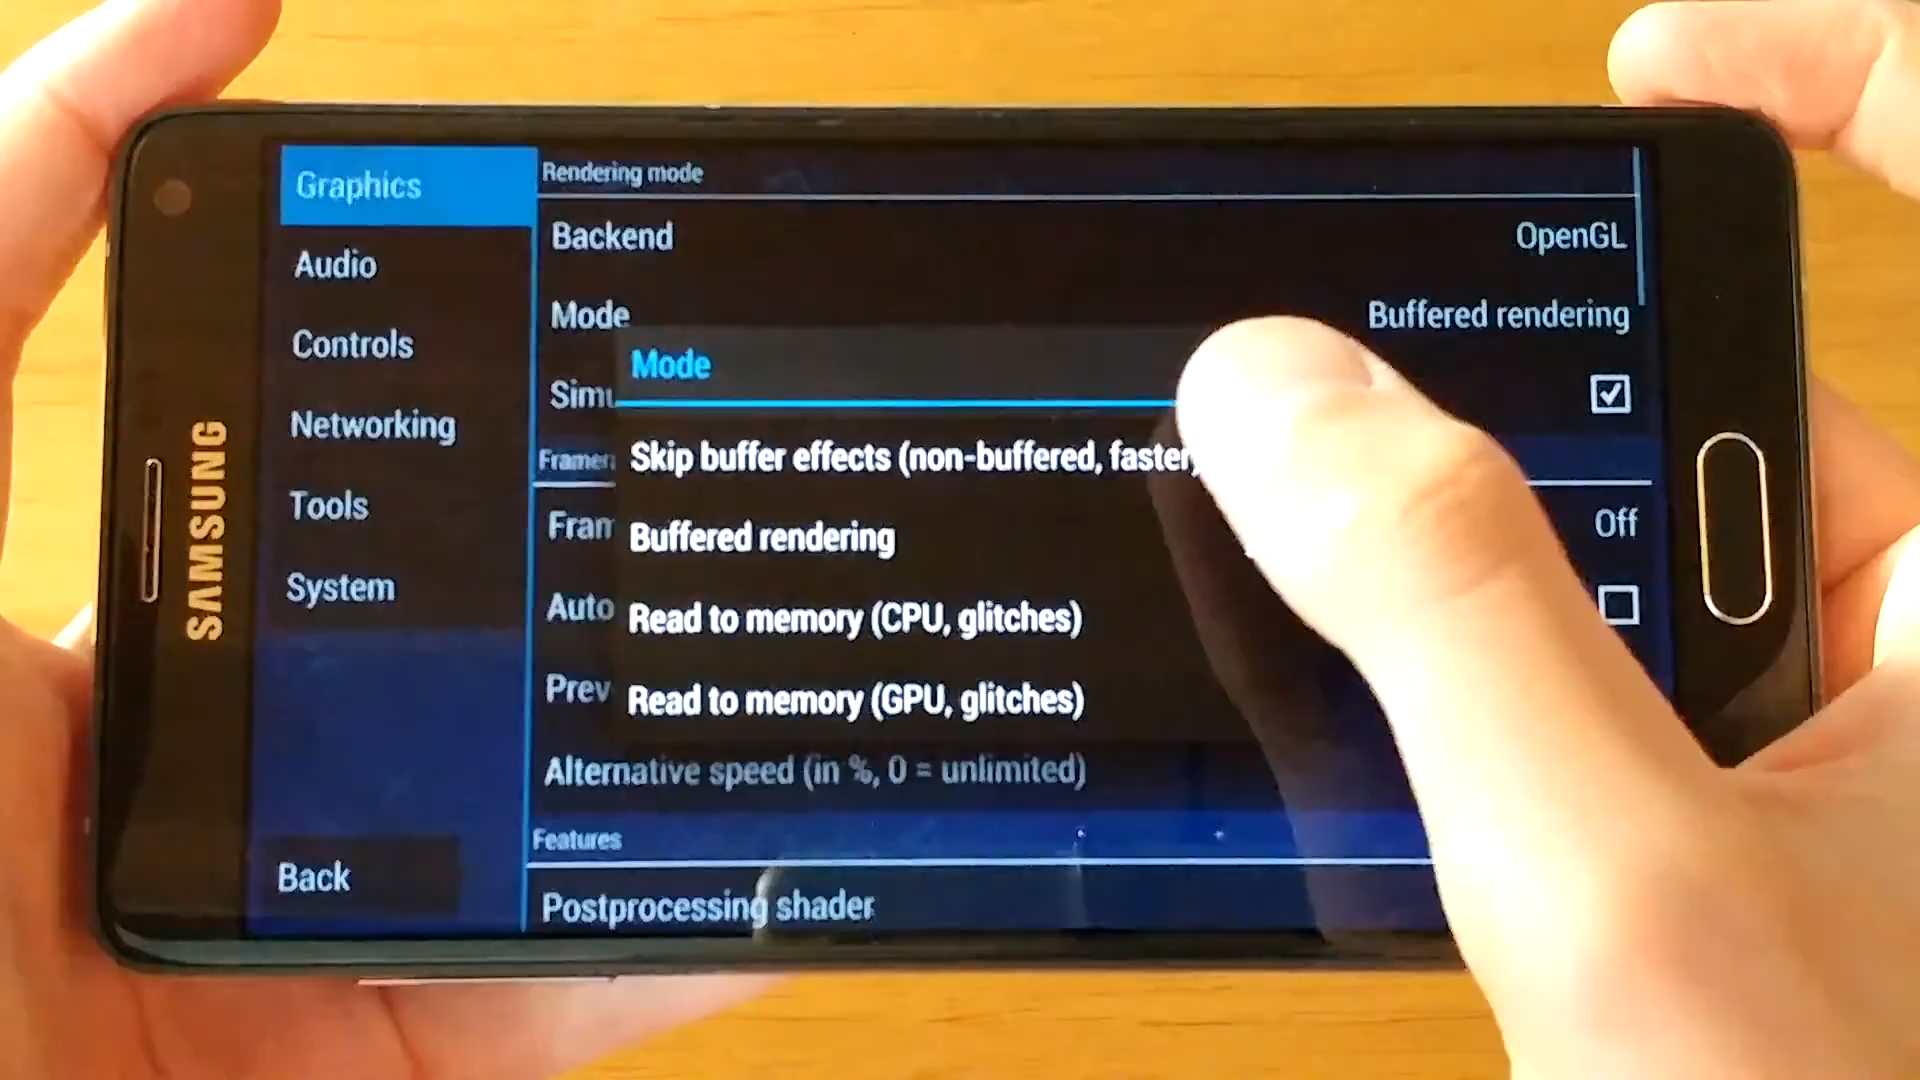 SAMSUNG
Graphics
Audio
Controls
Networking
Tools
System
Back
Rendering mode
Backend
OpenGL
Mode
Buffered rendering
Mode
Skip buffer effects (non-buffered, faster)
Off
Buffered rendering
Read to memory (CPU, glitches)
Read to memory (GPU, glitches)
Auto
Prev
Alternative speed (in %, 0 = unlimited)
Features
Postprocessing shader